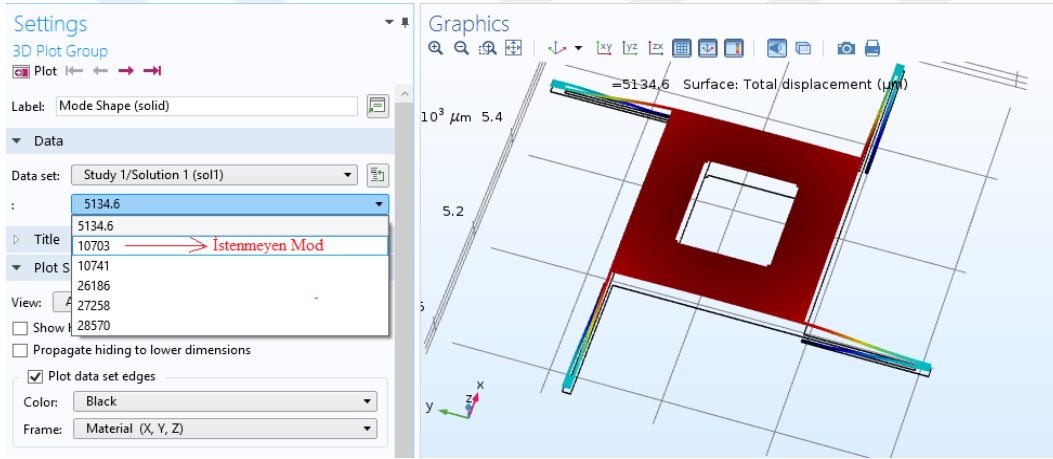 Settings
3D Plot Group
Plot
Label: Mode Shape (solid)
Data
Data set: Study 1/Solution 1 (sol1)
: 5134.6
5134.6
10703 İstenmeyen Mod
10741
26186
27258
28570
Title
Plot S
View: A
Show
Propagate hiding to lower dimensions
Plot data set edges
Color: Black
Frame: Material (X, Y, Z)
Graphics
xy yz zx
=5134.6 Surface: Total displacement (μm)
10³ μm 5.4
5.2
x
y
z